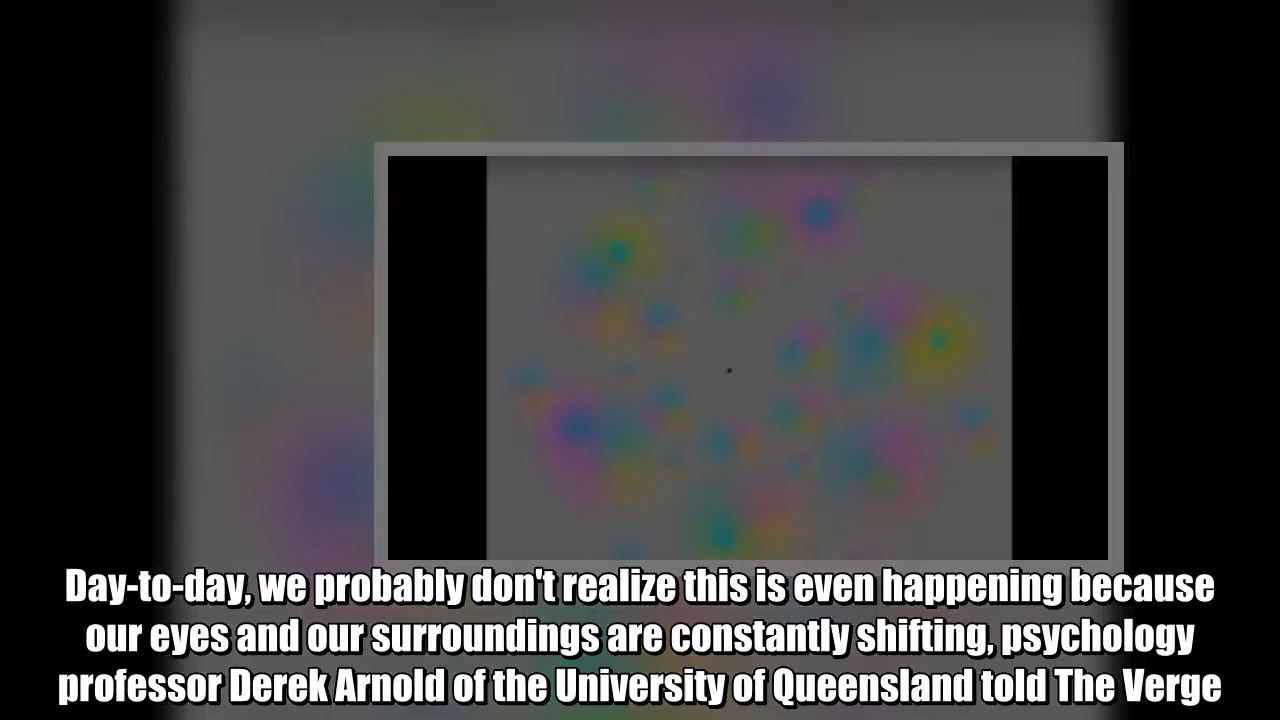 Day-to-day, we probably don't realize this is even happening because
our eyes and our surroundings are constantly shifting, psychology
professor Derek Arnold of the University of Queensland told The Verge